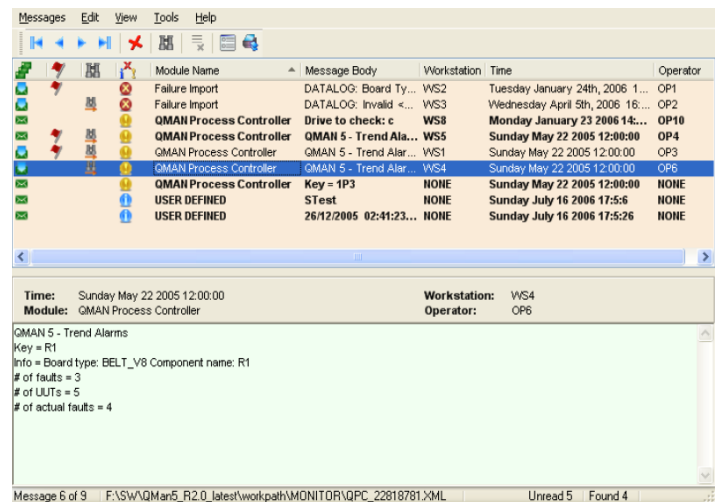 Messages Edit View Tools Help
Module Name Message Body Workstation Time Operator
Failure Import DATALOG: Board Ty... WS2 Tuesday January 24th, 2006 1... OP1
Failure Import DATALOG: Invalid <... WS3 Wednesday April 5th, 2006 16:... OP2
QMAN Process Controller Drive to check: c WS8 Monday January 23 2006 14:... OP10
QMAN Process Controller QMAN 5 - Trend Ala... WS5 Sunday May 22 2005 12:00:00 OP4
QMAN Process Controller QMAN 5 - Trend Alar... WS1 Sunday May 22 2005 12:00:00 OP3
QMAN Process Controller QMAN 5 - Trend Alar... WS4 Sunday May 22 2005 12:00:00 OP6
QMAN Process Controller Key = 1P3 NONE Sunday May 22 2005 12:00:00 NONE
USER DEFINED STest NONE Sunday July 16 2006 17:5:6 NONE
USER DEFINED 26/12/2005 02:41:23... NONE Sunday July 16 2006 17:5:26 NONE
Time: Sunday May 22 2005 12:00:00 Workstation: WS4
Module: QMAN Process Controller Operator: OP6
QMAN 5 - Trend Alarms
Key = R1
Info = Board type: BELT_V8 Component name: R1
# of faults = 3
# of UUTs = 5
# of actual faults = 4
Message 6 of 9 F:\SW\QMan5_R2.0_latest\workpath\MONITOR\QPC_22818781.XML Unread 5 Found 4